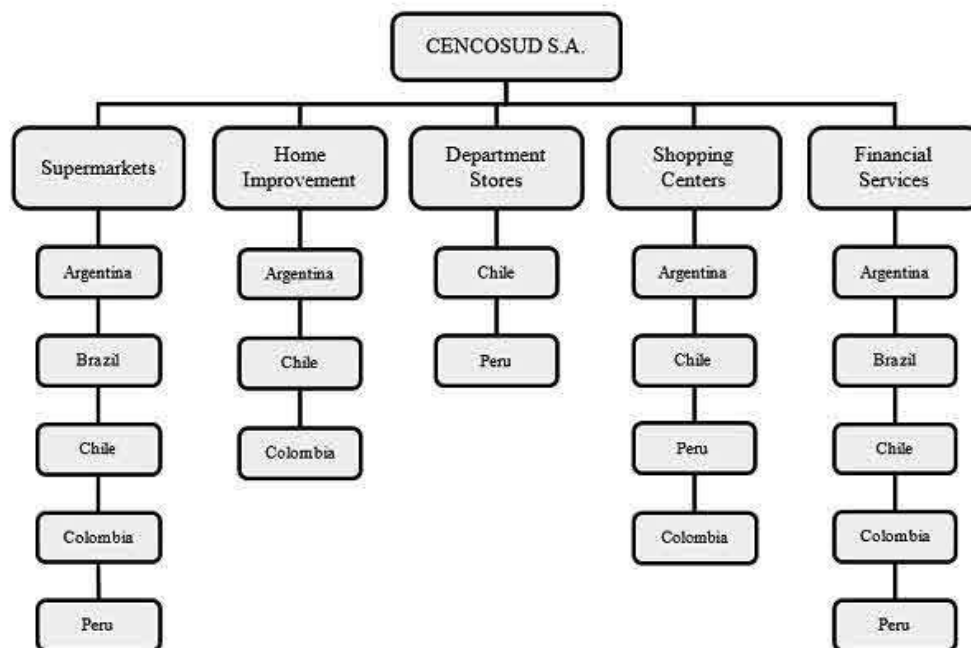 CENCOSUD S.A.
Supermarkets
Argentina
Brazil
Chile
Colombia
Peru
Home
Improvement
Argentina
Chile
Colombia
Department
Stores
Chile
Peru
Shopping
Centers
Argentina
Chile
Peru
Colombia
Financial
Services
Argentina
Brazil
Chile
Colombia
Peru